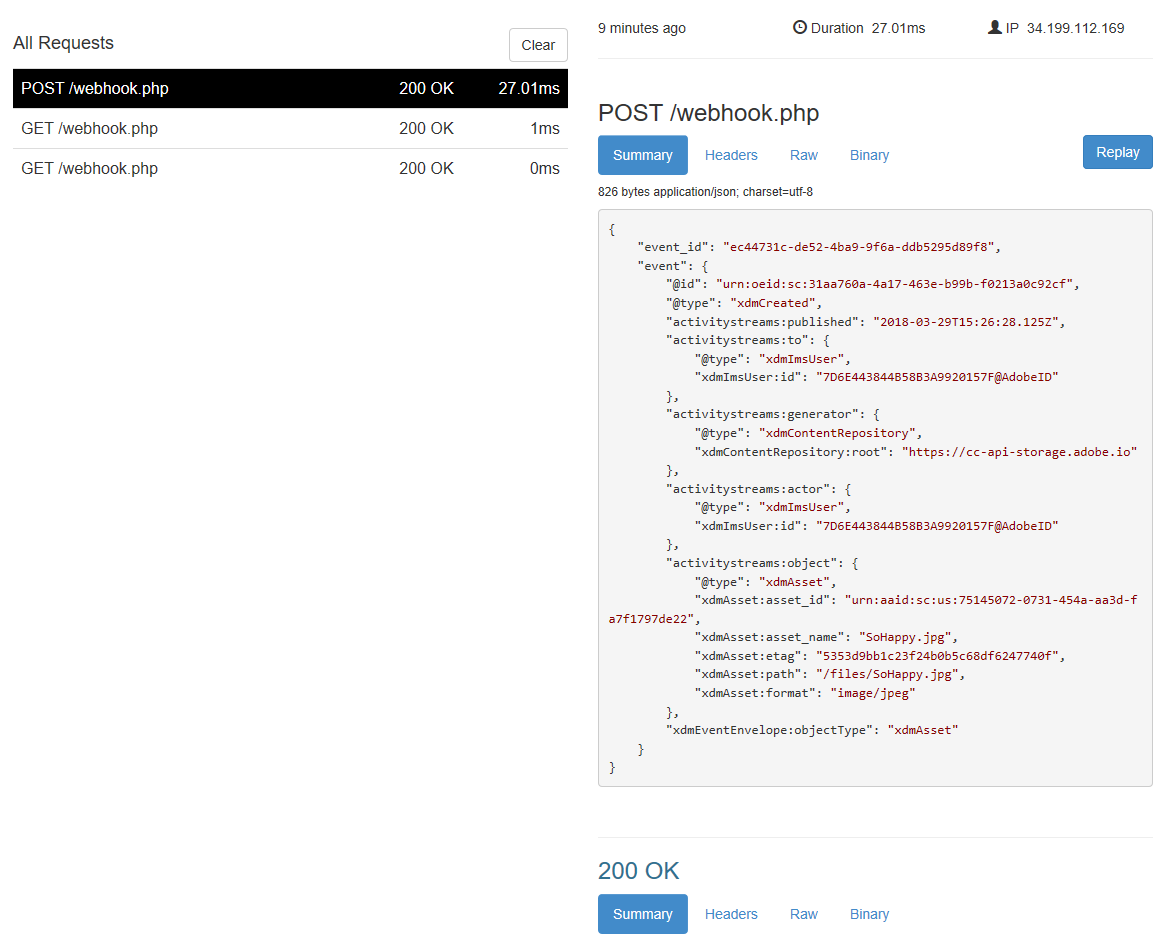 All Requests
Clear
POST /webhook.php 200 OK 27.01ms
GET /webhook.php 200 OK 1ms
GET /webhook.php 200 OK 0ms
9 minutes ago Duration 27.01ms IP 34.199.112.169
POST /webhook.php
Summary Headers Raw Binary Replay
826 bytes application/json; charset=utf-8
{
    "event_id": "ec44731c-de52-4ba9-9f6a-ddb5295d89f8",
    "event": {
        "@id": "urn:oeid:sc:31aa760a-4a17-463e-b99b-f0213a0c92cf",
        "@type": "xdmCreated",
        "activitystreams:published": "2018-03-29T15:26:28.125Z",
        "activitystreams:to": {
            "@type": "xdmImsUser",
            "xdmImsUser:id": "7D6E443844B58B3A9920157F@AdobeID"
        },
        "activitystreams:generator": {
            "@type": "xdmContentRepository",
            "xdmContentRepository:root": "https://cc-api-storage.adobe.io"
        },
        "activitystreams:actor": {
            "@type": "xdmImsUser",
            "xdmImsUser:id": "7D6E443844B58B3A9920157F@AdobeID"
        },
        "activitystreams:object": {
            "@type": "xdmAsset",
            "xdmAsset:asset_id": "urn:aaid:sc:us:75145072-0731-454a-aa3d-f
a7f1797de22",
            "xdmAsset:asset_name": "SoHappy.jpg",
            "xdmAsset:etag": "5353d9bb1c23f24b0b5c68df6247740f",
            "xdmAsset:path": "/files/SoHappy.jpg",
            "xdmAsset:format": "image/jpeg"
        },
        "xdmEventEnvelope:objectType": "xdmAsset"
    }
}
200 OK
Summary Headers Raw Binary